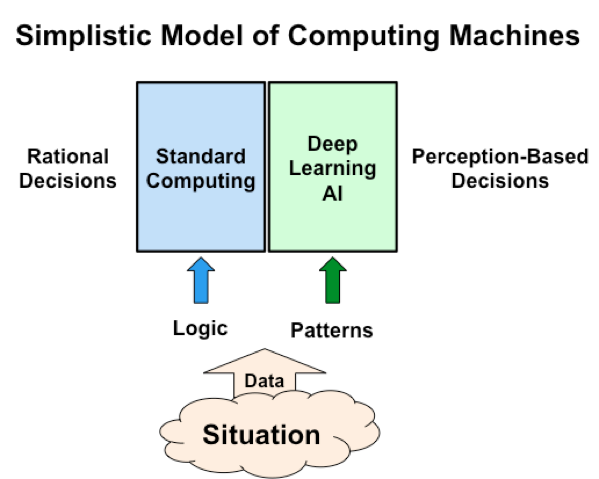 Simplistic Model of Computing Machines
Rational
Decisions
Standard
Computing
Deep
Learning
AI
Perception-Based
Decisions
Logic
Patterns
Data
Situation